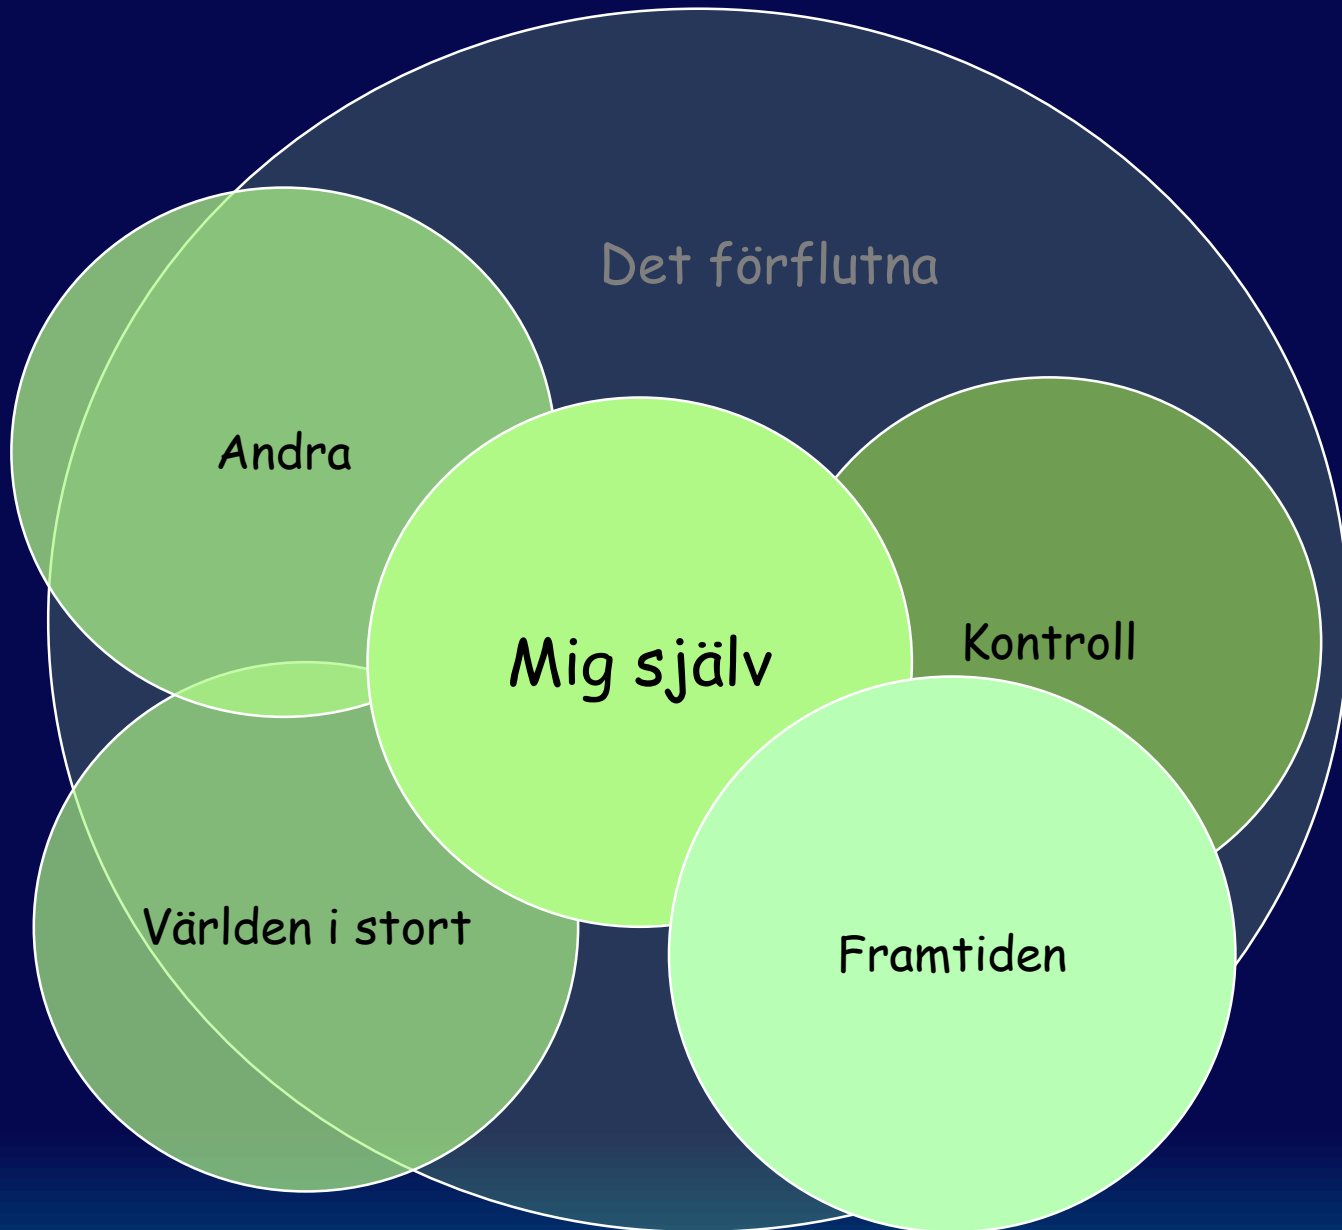 Det förflutna
Andra
Mig själv
Kontroll
Världen i stort
Framtiden